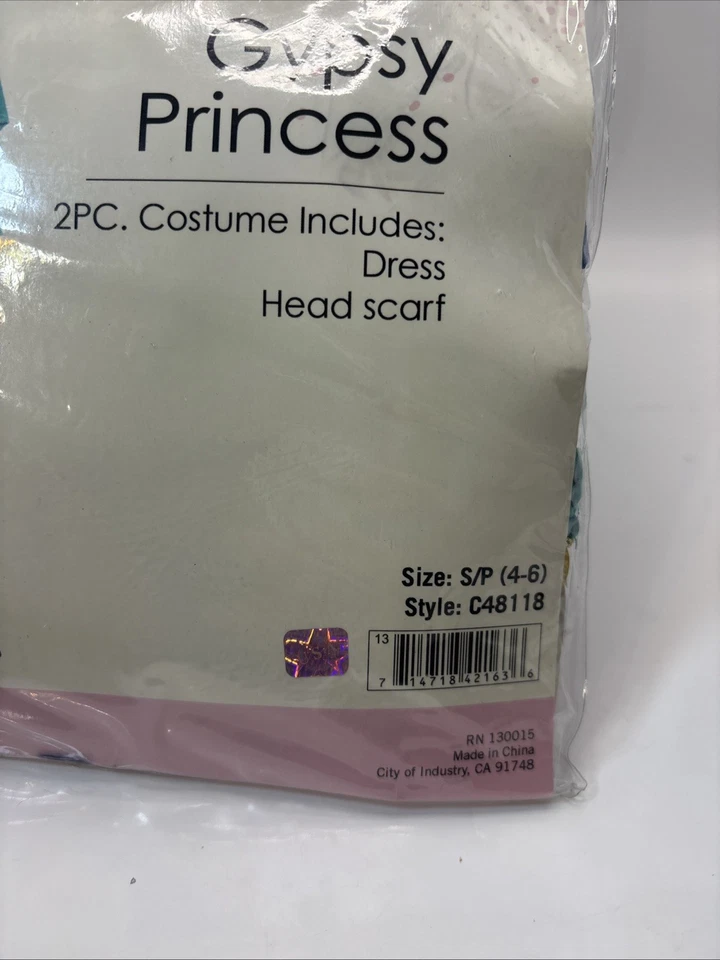 Gypsy
Princess
2PC. Costume Includes:
Dress
Head scarf
Size: S/P (4-6)
Style: C48118
13
7 14718 42163 6
RN 130015
Made in China
City of Industry, CA 91748